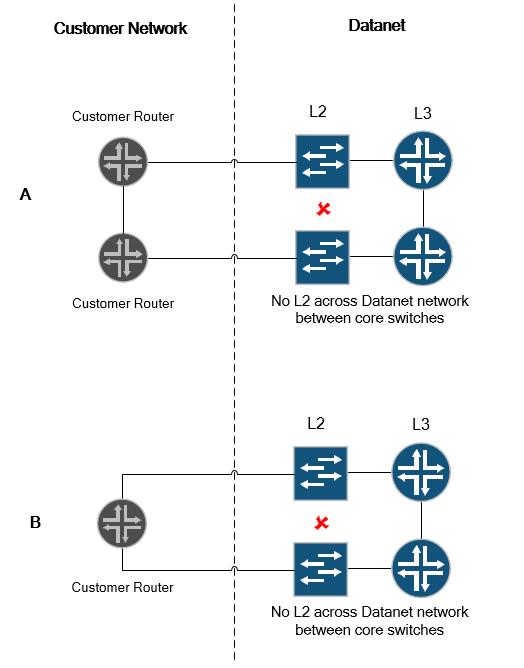 Customer Network
Datanet
L2
L3
Customer Router
A
Customer Router
No L2 across Datanet network
between core switches
L2
L3
B
Customer Router
No L2 across Datanet network
between core switches